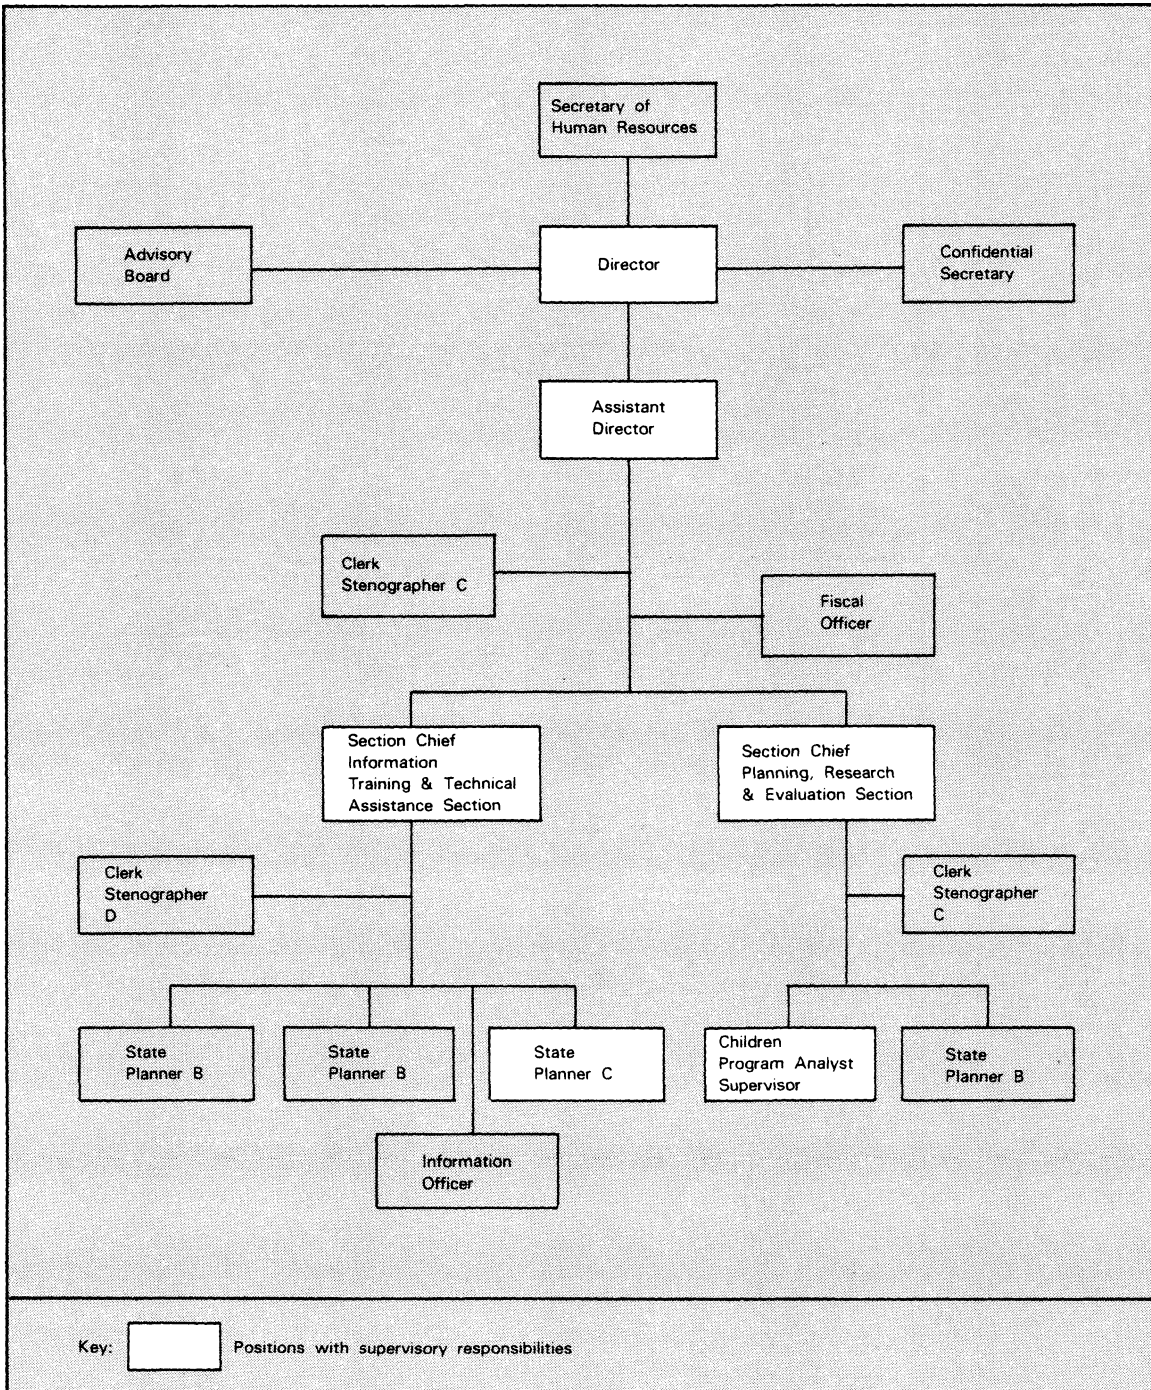 Secretary of
Human Resources
Advisory
Board
Director
Confidential
Secretary
Assistant
Director
Clerk
Stenographer C
Fiscal
Officer
Section Chief
Information
Training & Technical
Assistance Section
Section Chief
Planning, Research
& Evaluation Section
Clerk
Stenographer
D
Clerk
Stenographer
C
State
Planner B
State
Planner B
State
Planner C
Children
Program Analyst
Supervisor
State
Planner B
Information
Officer
Key: Positions with supervisory responsibilities